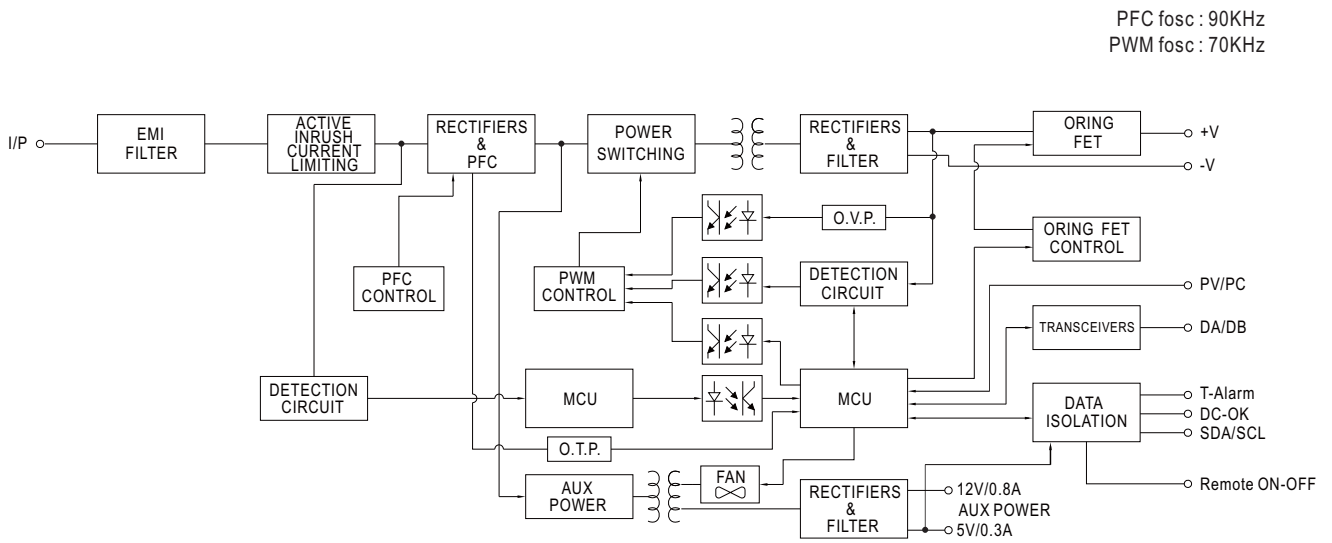 PFC fosc : 90KHz
PWM fosc : 70KHz
I/P
EMI
FILTER
ACTIVE
INRUSH
CURRENT
LIMITING
RECTIFIERS
&
PFC
POWER
SWITCHING
RECTIFIERS
&
FILTER
ORING
FET
+V
-V
O.V.P.
ORING FET
CONTROL
PFC
CONTROL
PWM
CONTROL
DETECTION
CIRCUIT
PV/PC
TRANSCEIVERS
DA/DB
DETECTION
CIRCUIT
MCU
MCU
DATA
ISOLATION
T-Alarm
DC-OK
SDA/SCL
O.T.P.
AUX
POWER
FAN
RECTIFIERS
&
FILTER
12V/0.8A
AUX POWER
5V/0.3A
Remote ON-OFF